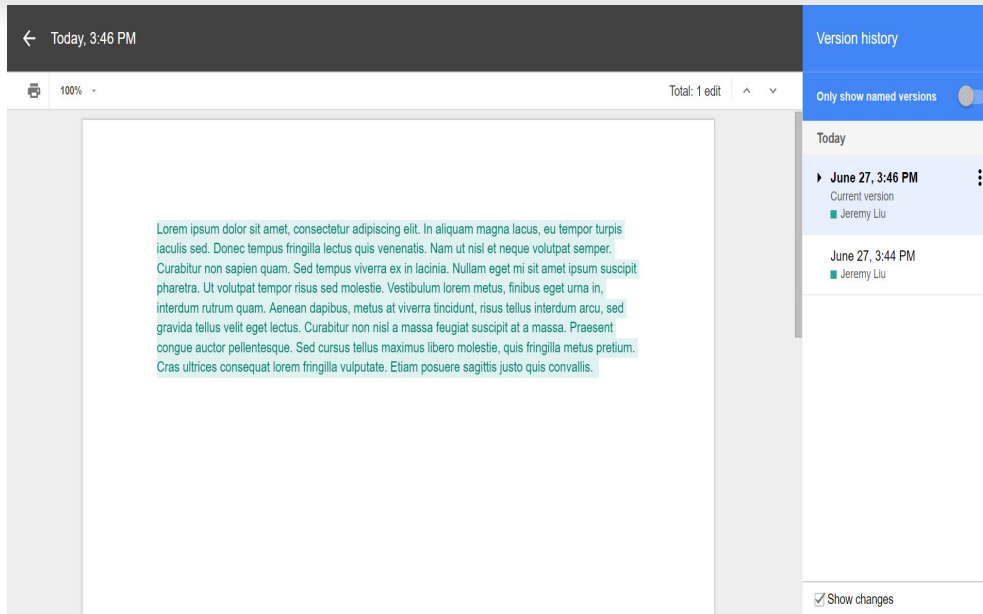 Today, 3:46 PM
Version history
100%
Total: 1 edit
Only show named versions
Today
June 27, 3:46 PM
Current version
Jeremy Liu
June 27, 3:44 PM
Jeremy Liu
Lorem ipsum dolor sit amet, consectetur adipiscing elit. In aliquam magna lacus, eu tempor turpis
iaculis sed. Donec tempus fringilla lectus quis venenatis. Nam ut nisl et neque volutpat semper.
Curabitur non sapien quam. Sed tempus viverra ex in lacinia. Nullam eget mi sit amet ipsum suscipit
pharetra. Ut volutpat tempor risus sed molestie. Vestibulum lorem metus, finibus eget urna in,
interdum rutrum quam. Aenean dapibus, metus at viverra tincidunt, risus tellus interdum arcu, sed
gravida tellus velit eget lectus. Curabitur non nisl a massa feugiat suscipit at a massa. Praesent
congue auctor pellentesque. Sed cursus tellus maximus libero molestie, quis fringilla metus pretium.
Cras ultrices consequat lorem fringilla vulputate. Etiam posuere sagittis justo quis convallis.
Show changes